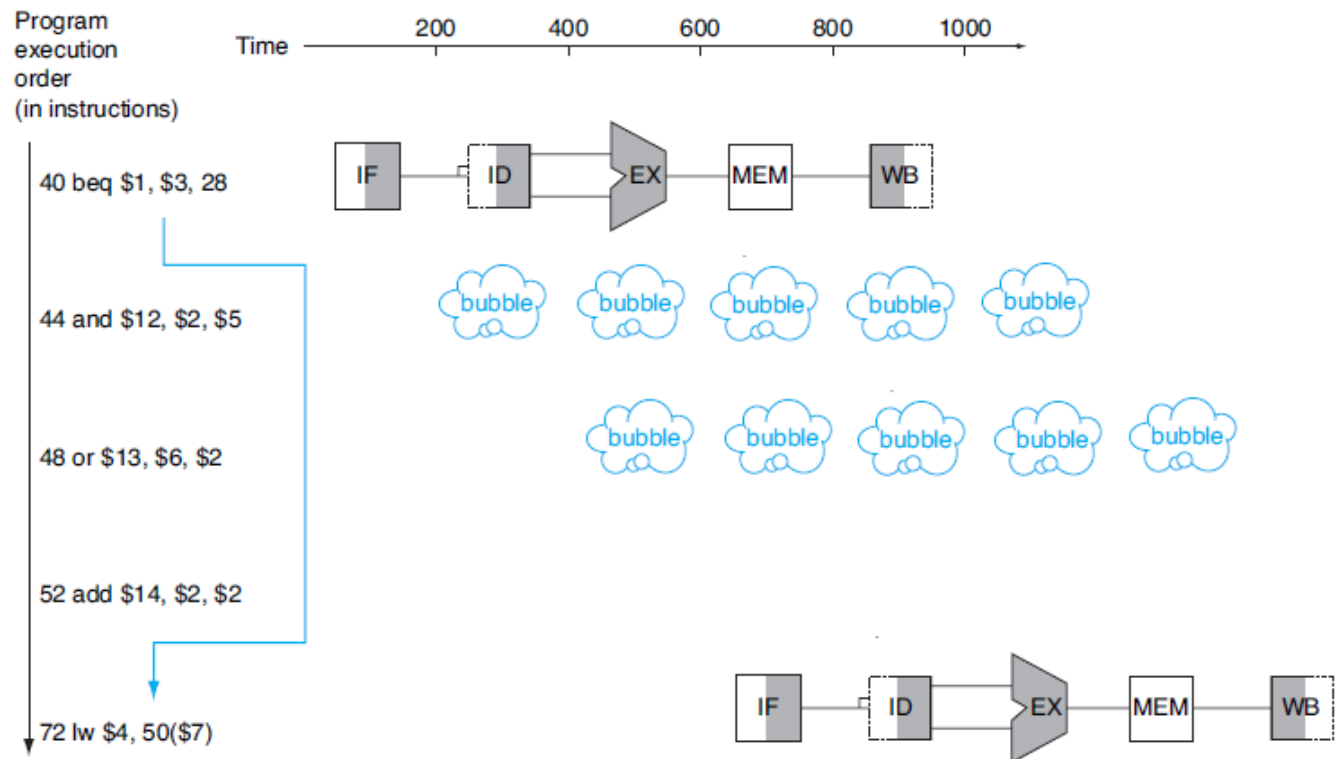 Program
execution
order
(in instructions)
Time
200 400 600 800 1000
40 beq $1, $3, 28
IF ID EX MEM WB
44 and $12, $2, $5
bubble bubble bubble bubble bubble
48 or $13, $6, $2
bubble bubble bubble bubble bubble
52 add $14, $2, $2
72 lw $4, 50($7)
IF ID EX MEM WB